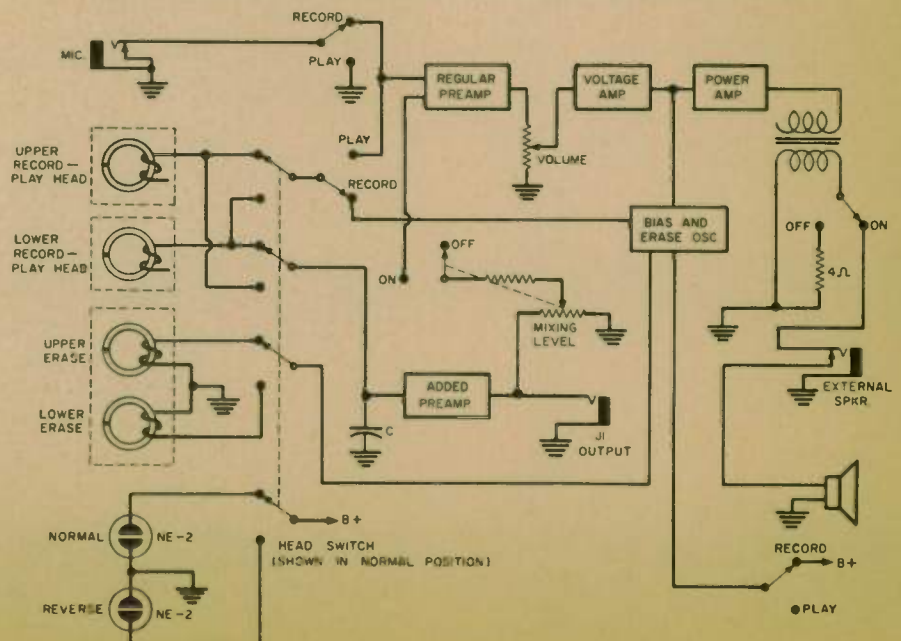 RECORD
MIC.
PLAY
REGULAR
PREAMP
VOLTAGE
AMP
POWER
AMP
UPPER
RECORD—
PLAY HEAD
PLAY
VOLUME
RECORD
LOWER
RECORD—
PLAY HEAD
BIAS AND
ERASE OSC
OFF
ON
OFF
ON
4Ω
MIXING
LEVEL
UPPER
ERASE
LOWER
ERASE
ADDED
PREAMP
EXTERNAL
SPKR.
C
J1
OUTPUT
B+
NORMAL
NE-2
HEAD SWITCH
(SHOWN IN NORMAL POSITION)
RECORD
B+
PLAY
REVERSE
NE-2